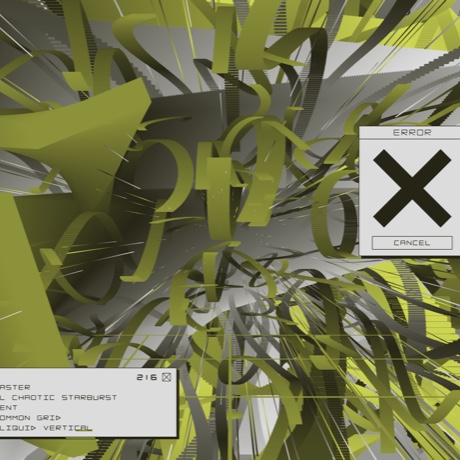 ERROR
CANCEL
216
ASTER
L CHAOTIC STARBURST
ENT
OMMON GRID
LIQUID VERTICAL